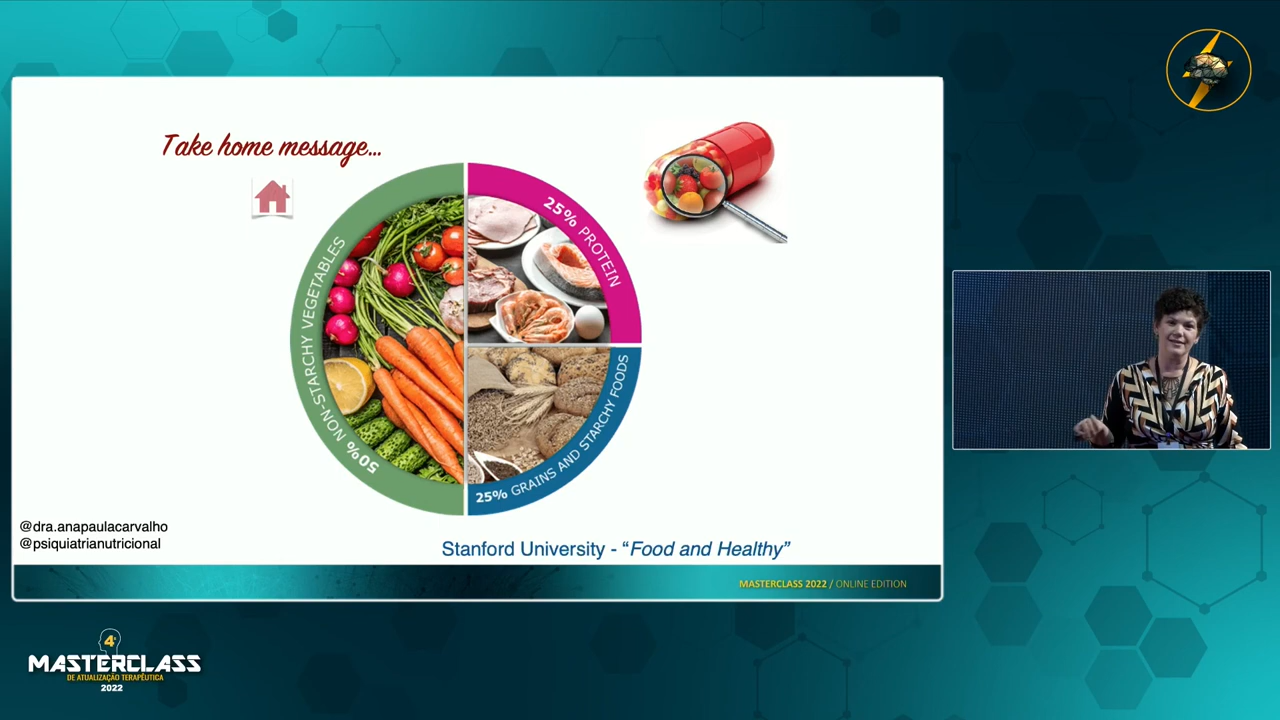 Take home message...
25% PROTEIN
50% NON-STARCHY VEGETABLES
25% GRAINS AND STARCHY FOODS
@dra.anapaulacarvalho
@psiquiatrianutricional
Stanford University - “Food and Healthy”
MASTERCLASS 2022 / ONLINE EDITION
4ª
MASTERCLASS
DE ATUALIZAÇÃO TERAPÊUTICA
2022